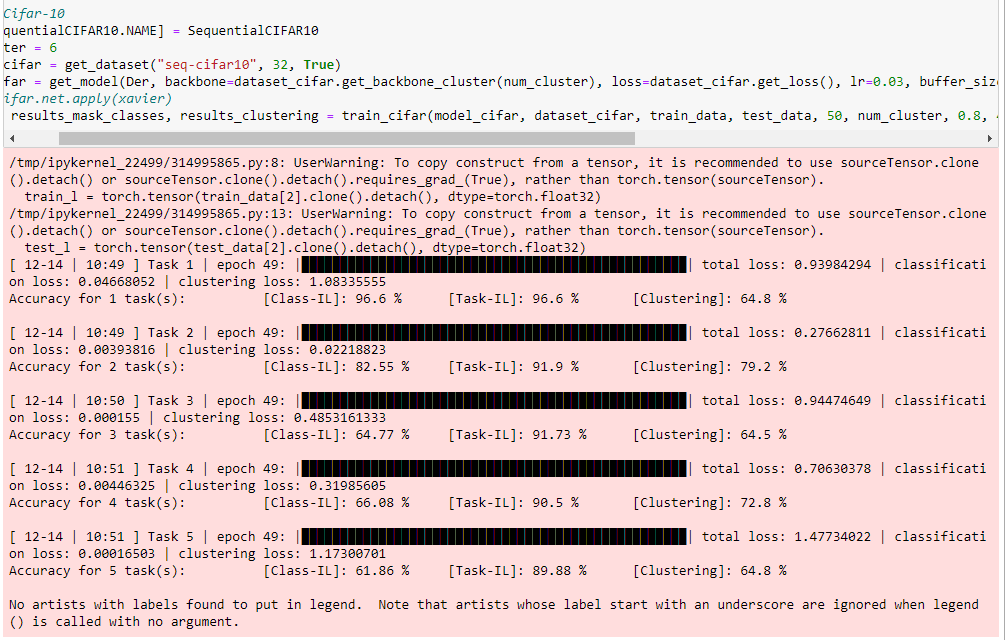 Cifar-10
quentialCIFAR10.NAME] = SequentialCIFAR10
ter = 6
cifar = get_dataset("seq-cifar10", 32, True)
far = get_model(Der, backbone=dataset_cifar.get_backbone_cluster(num_cluster), loss=dataset_cifar.get_loss(), lr=0.03, buffer_siz
ifar.net.apply(xavier)
results_mask_classes, results_clustering = train_cifar(model_cifar, dataset_cifar, train_data, test_data, 50, num_cluster, 0.8,
/tmp/ipykernel_22499/314995865.py:8: UserWarning: To copy construct from a tensor, it is recommended to use sourceTensor.clone
().detach() or sourceTensor.clone().detach().requires_grad_(True), rather than torch.tensor(sourceTensor).
train_l = torch.tensor(train_data[2].clone().detach(), dtype=torch.float32)
/tmp/ipykernel_22499/314995865.py:13: UserWarning: To copy construct from a tensor, it is recommended to use sourceTensor.clone
().detach() or sourceTensor.clone().detach().requires_grad_(True), rather than torch.tensor(sourceTensor).
test_l = torch.tensor(test_data[2].clone().detach(), dtype=torch.float32)
[ 12-14 | 10:49 ] Task 1 | epoch 49: | | total loss: 0.93984294 | classificati
on loss: 0.04668052 | clustering loss: 1.08335555
Accuracy for 1 task(s): [Class-IL]: 96.6 % [Task-IL]: 96.6 % [Clustering]: 64.8 %
[ 12-14 | 10:49 ] Task 2 | epoch 49: | | total loss: 0.27662811 | classificati
on loss: 0.00393816 | clustering loss: 0.02218823
Accuracy for 2 task(s): [Class-IL]: 82.55 % [Task-IL]: 91.9 % [Clustering]: 79.2 %
[ 12-14 | 10:50 ] Task 3 | epoch 49: | | total loss: 0.94474649 | classificati
on loss: 0.000155 | clustering loss: 0.4853161333
Accuracy for 3 task(s): [Class-IL]: 64.77 % [Task-IL]: 91.73 % [Clustering]: 64.5 %
[ 12-14 | 10:51 ] Task 4 | epoch 49: | | total loss: 0.70630378 | classificati
on loss: 0.00446325 | clustering loss: 0.31985605
Accuracy for 4 task(s): [Class-IL]: 66.08 % [Task-IL]: 90.5 % [Clustering]: 72.8 %
[ 12-14 | 10:51 ] Task 5 | epoch 49: | | total loss: 1.47734022 | classificati
on loss: 0.00016503 | clustering loss: 1.17300701
Accuracy for 5 task(s): [Class-IL]: 61.86 % [Task-IL]: 89.88 % [Clustering]: 64.8 %
No artists with labels found to put in legend.  Note that artists whose label start with an underscore are ignored when legend
() is called with no argument.